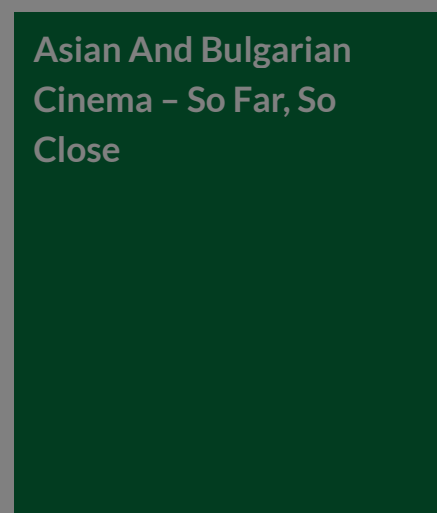 Asian And Bulgarian
Cinema – So Far, So
Close